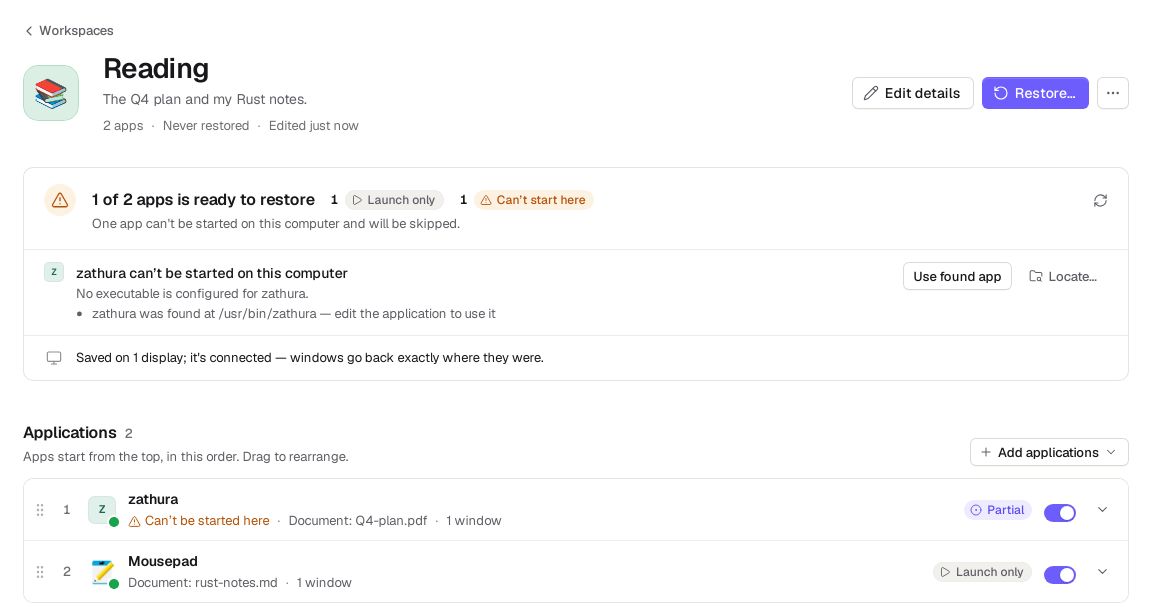 Workspaces
Reading
The Q4 plan and my Rust notes.
2 apps · Never restored · Edited just now
Edit details
Restore...
1 of 2 apps is ready to restore 1 Launch only 1 Can't start here
One app can't be started on this computer and will be skipped.
Z
zathura can't be started on this computer
No executable is configured for zathura.
• zathura was found at /usr/bin/zathura — edit the application to use it
Use found app
Locate...
Saved on 1 display; it's connected — windows go back exactly where they were.
Applications 2
Apps start from the top, in this order. Drag to rearrange.
Add applications
1
Z
zathura
Can't be started here · Document: Q4-plan.pdf · 1 window
Partial
2
Mousepad
Document: rust-notes.md · 1 window
Launch only